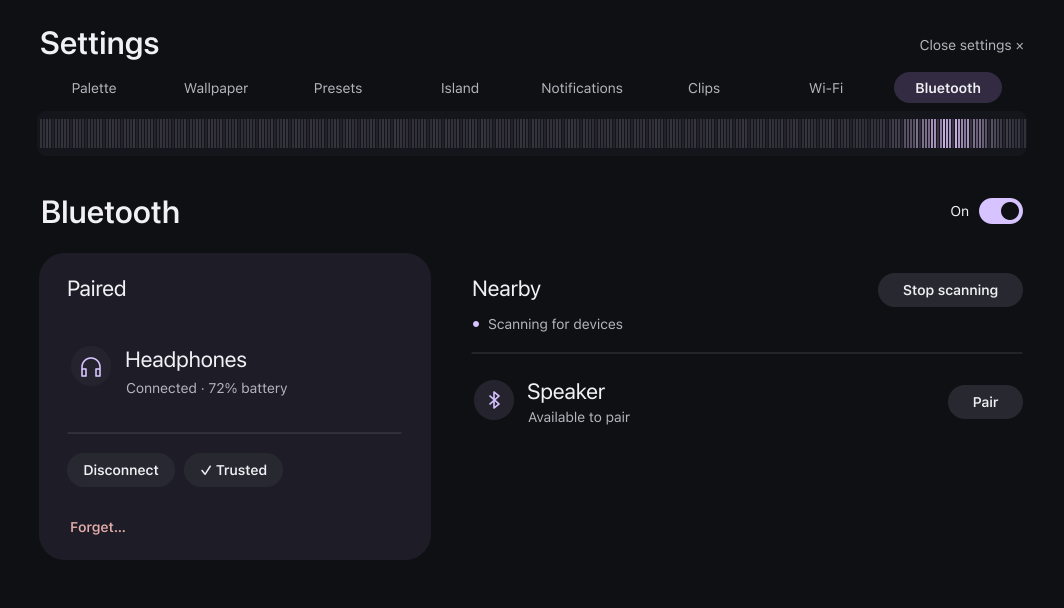 Settings
Close settings ×
Palette
Wallpaper
Presets
Island
Notifications
Clips
Wi-Fi
Bluetooth
Bluetooth
On
Paired
Headphones
Connected · 72% battery
Disconnect
✓ Trusted
Forget...
Nearby
Stop scanning
Scanning for devices
Speaker
Available to pair
Pair